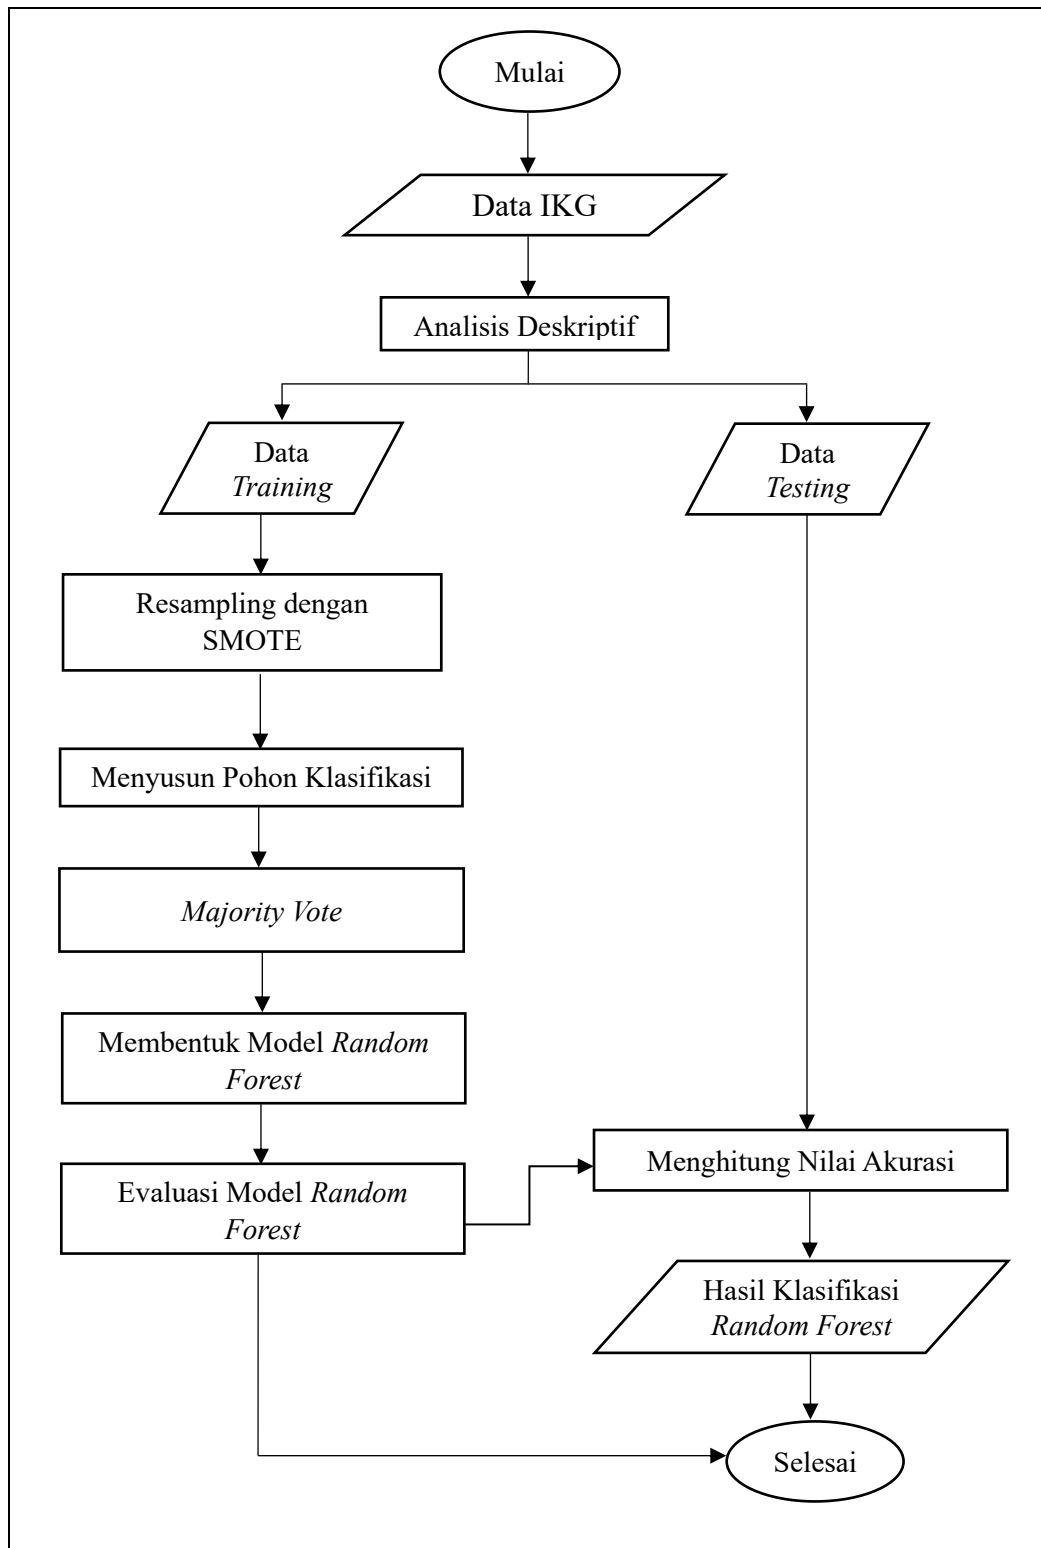 Mulai
Data IKG
Analisis Deskriptif
Data
Training
Data
Testing
Resampling dengan
SMOTE
Menyusun Pohon Klasifikasi
Majority Vote
Membentuk Model Random
Forest
Evaluasi Model Random
Forest
Menghitung Nilai Akurasi
Hasil Klasifikasi
Random Forest
Selesai